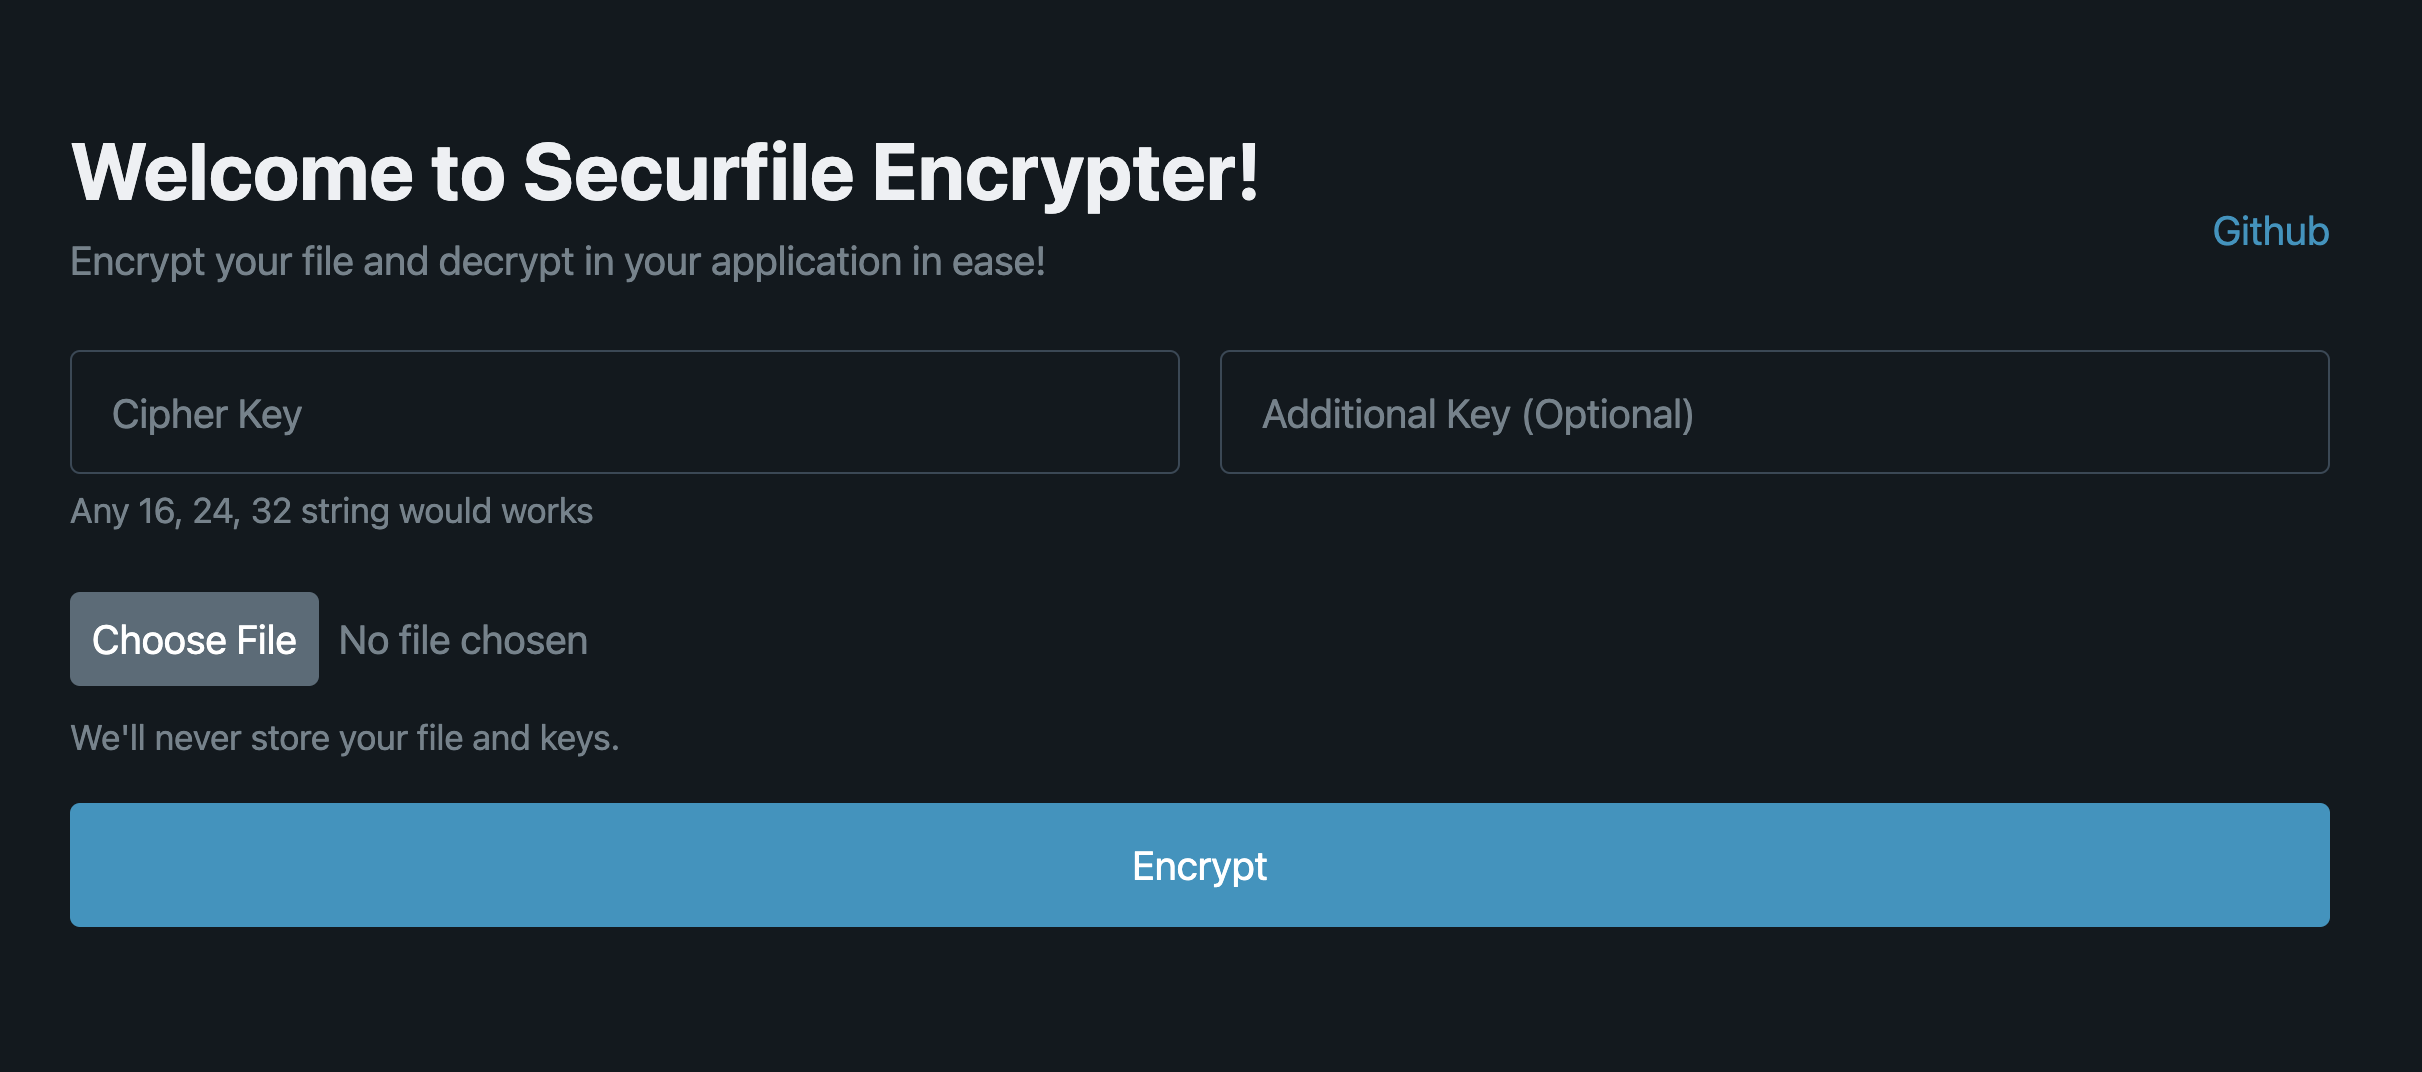 Welcome to Securfile Encrypter!
Encrypt your file and decrypt in your application in ease!
Github
Cipher Key
Additional Key (Optional)
Any 16, 24, 32 string would works
Choose File No file chosen
We'll never store your file and keys.
Encrypt